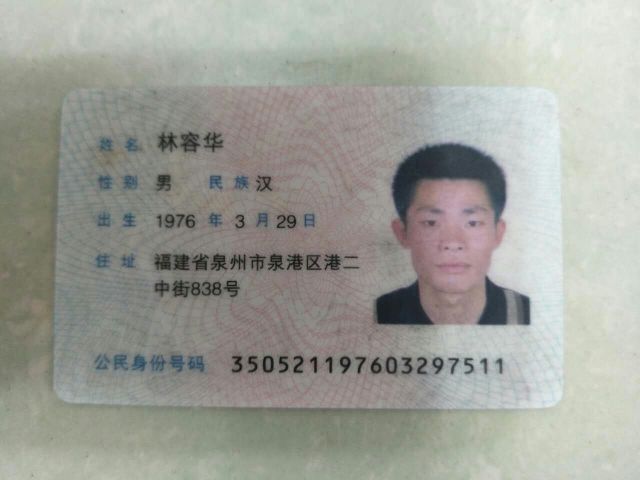 姓名 林容华
性别 男 民族 汉
出生 1976 年 3 月 29 日
住址 福建省泉州市泉港区港二
中街838号
公民身份号码 350521197603297511